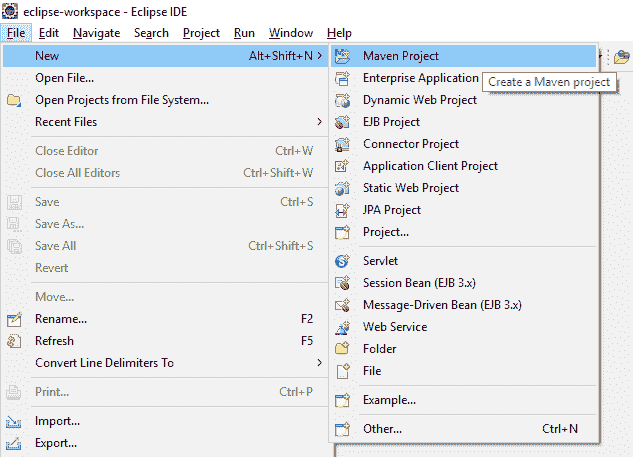 eclipse-workspace - Eclipse IDE
File Edit Navigate Search Project Run Window Help
New Alt+Shift+N >
Open File...
Open Projects from File System...
Recent Files >
Close Editor Ctrl+W
Close All Editors Ctrl+Shift+W
Save Ctrl+S
Save As...
Save All Ctrl+Shift+S
Revert
Move...
Rename... F2
Refresh F5
Convert Line Delimiters To >
Print... Ctrl+P
Import...
Export...
Maven Project
Enterprise Application
Create a Maven project
Dynamic Web Project
EJB Project
Connector Project
Application Client Project
Static Web Project
JPA Project
Project...
Servlet
Session Bean (EJB 3.x)
Message-Driven Bean (EJB 3.x)
Web Service
Folder
File
Example...
Other... Ctrl+N